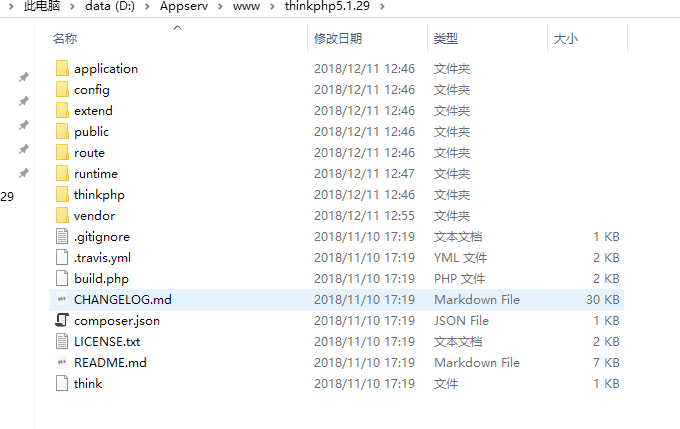 此电脑 > data (D:) > Appserv > www > thinkphp5.1.29 >
名称 修改日期 类型 大小
application 2018/12/11 12:46 文件夹
config 2018/12/11 12:46 文件夹
extend 2018/12/11 12:46 文件夹
public 2018/12/11 12:46 文件夹
route 2018/12/11 12:46 文件夹
runtime 2018/12/11 12:47 文件夹
thinkphp 2018/12/11 12:46 文件夹
29
vendor 2018/12/11 12:55 文件夹
.gitignore 2018/11/10 17:19 文本文档 1 KB
.travis.yml 2018/11/10 17:19 YML 文件 2 KB
build.php 2018/11/10 17:19 PHP 文件 2 KB
CHANGELOG.md 2018/11/10 17:19 Markdown File 30 KB
composer.json 2018/11/10 17:19 JSON File 1 KB
LICENSE.txt 2018/11/10 17:19 文本文档 2 KB
README.md 2018/11/10 17:19 Markdown File 7 KB
think 2018/11/10 17:19 文件 1 KB